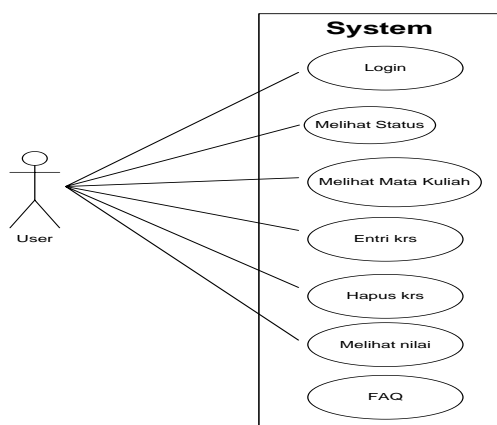 System
Login
Melihat Status
Melihat Mata Kuliah
User
Entri krs
Hapus krs
Melihat nilai
FAQ